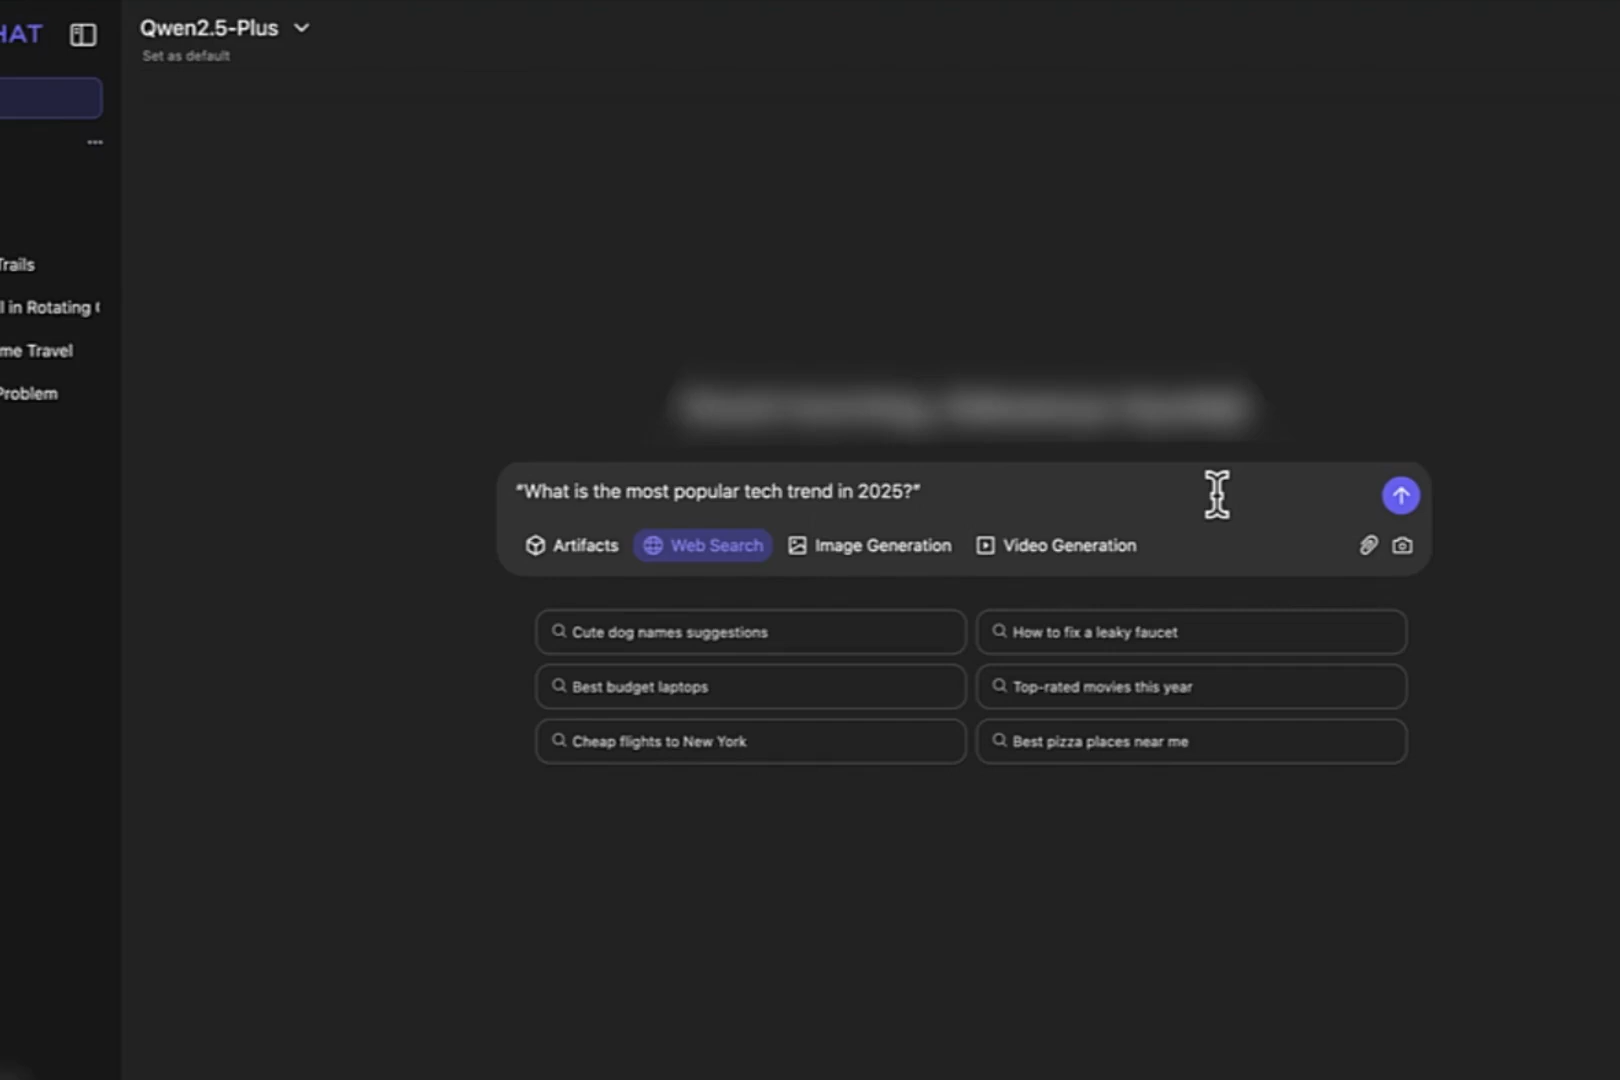 HAT
Qwen2.5-Plus
Set as default
Trails
l in Rotating
me Travel
Problem
"What is the most popular tech trend in 2025?"
Artifacts
Web Search
Image Generation
Video Generation
Cute dog names suggestions
How to fix a leaky faucet
Best budget laptops
Top-rated movies this year
Cheap flights to New York
Best pizza places near me